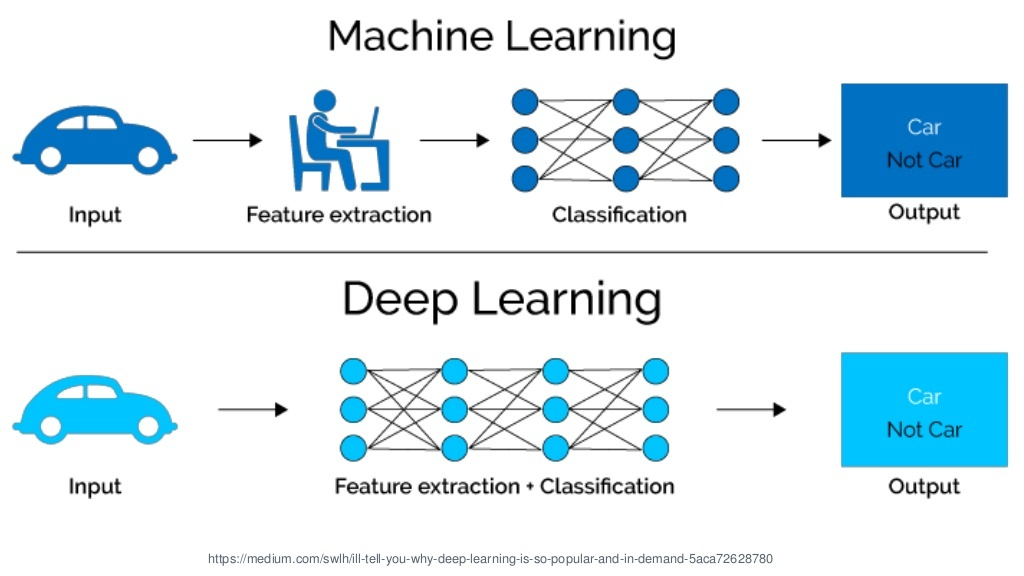 Machine Learning
Input
Feature extraction
Classification
Car
Not Car
Output
Deep Learning
Input
Feature extraction + Classification
Car
Not Car
Output
https://medium.com/swlh/ill-tell-you-why-deep-learning-is-so-popular-and-in-demand-5aca72628780